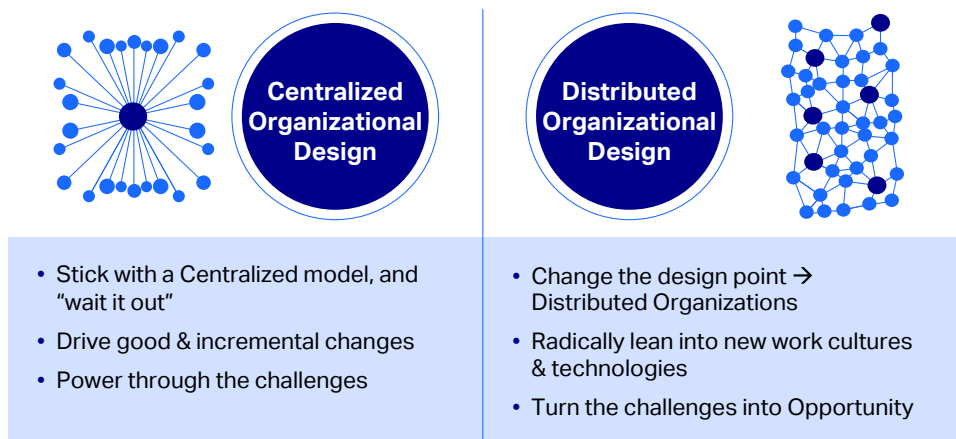 Centralized
Organizational
Design
Distributed
Organizational
Design
• Stick with a Centralized model, and
“wait it out”
• Drive good & incremental changes
• Power through the challenges
• Change the design point →
Distributed Organizations
• Radically lean into new work cultures
& technologies
• Turn the challenges into Opportunity